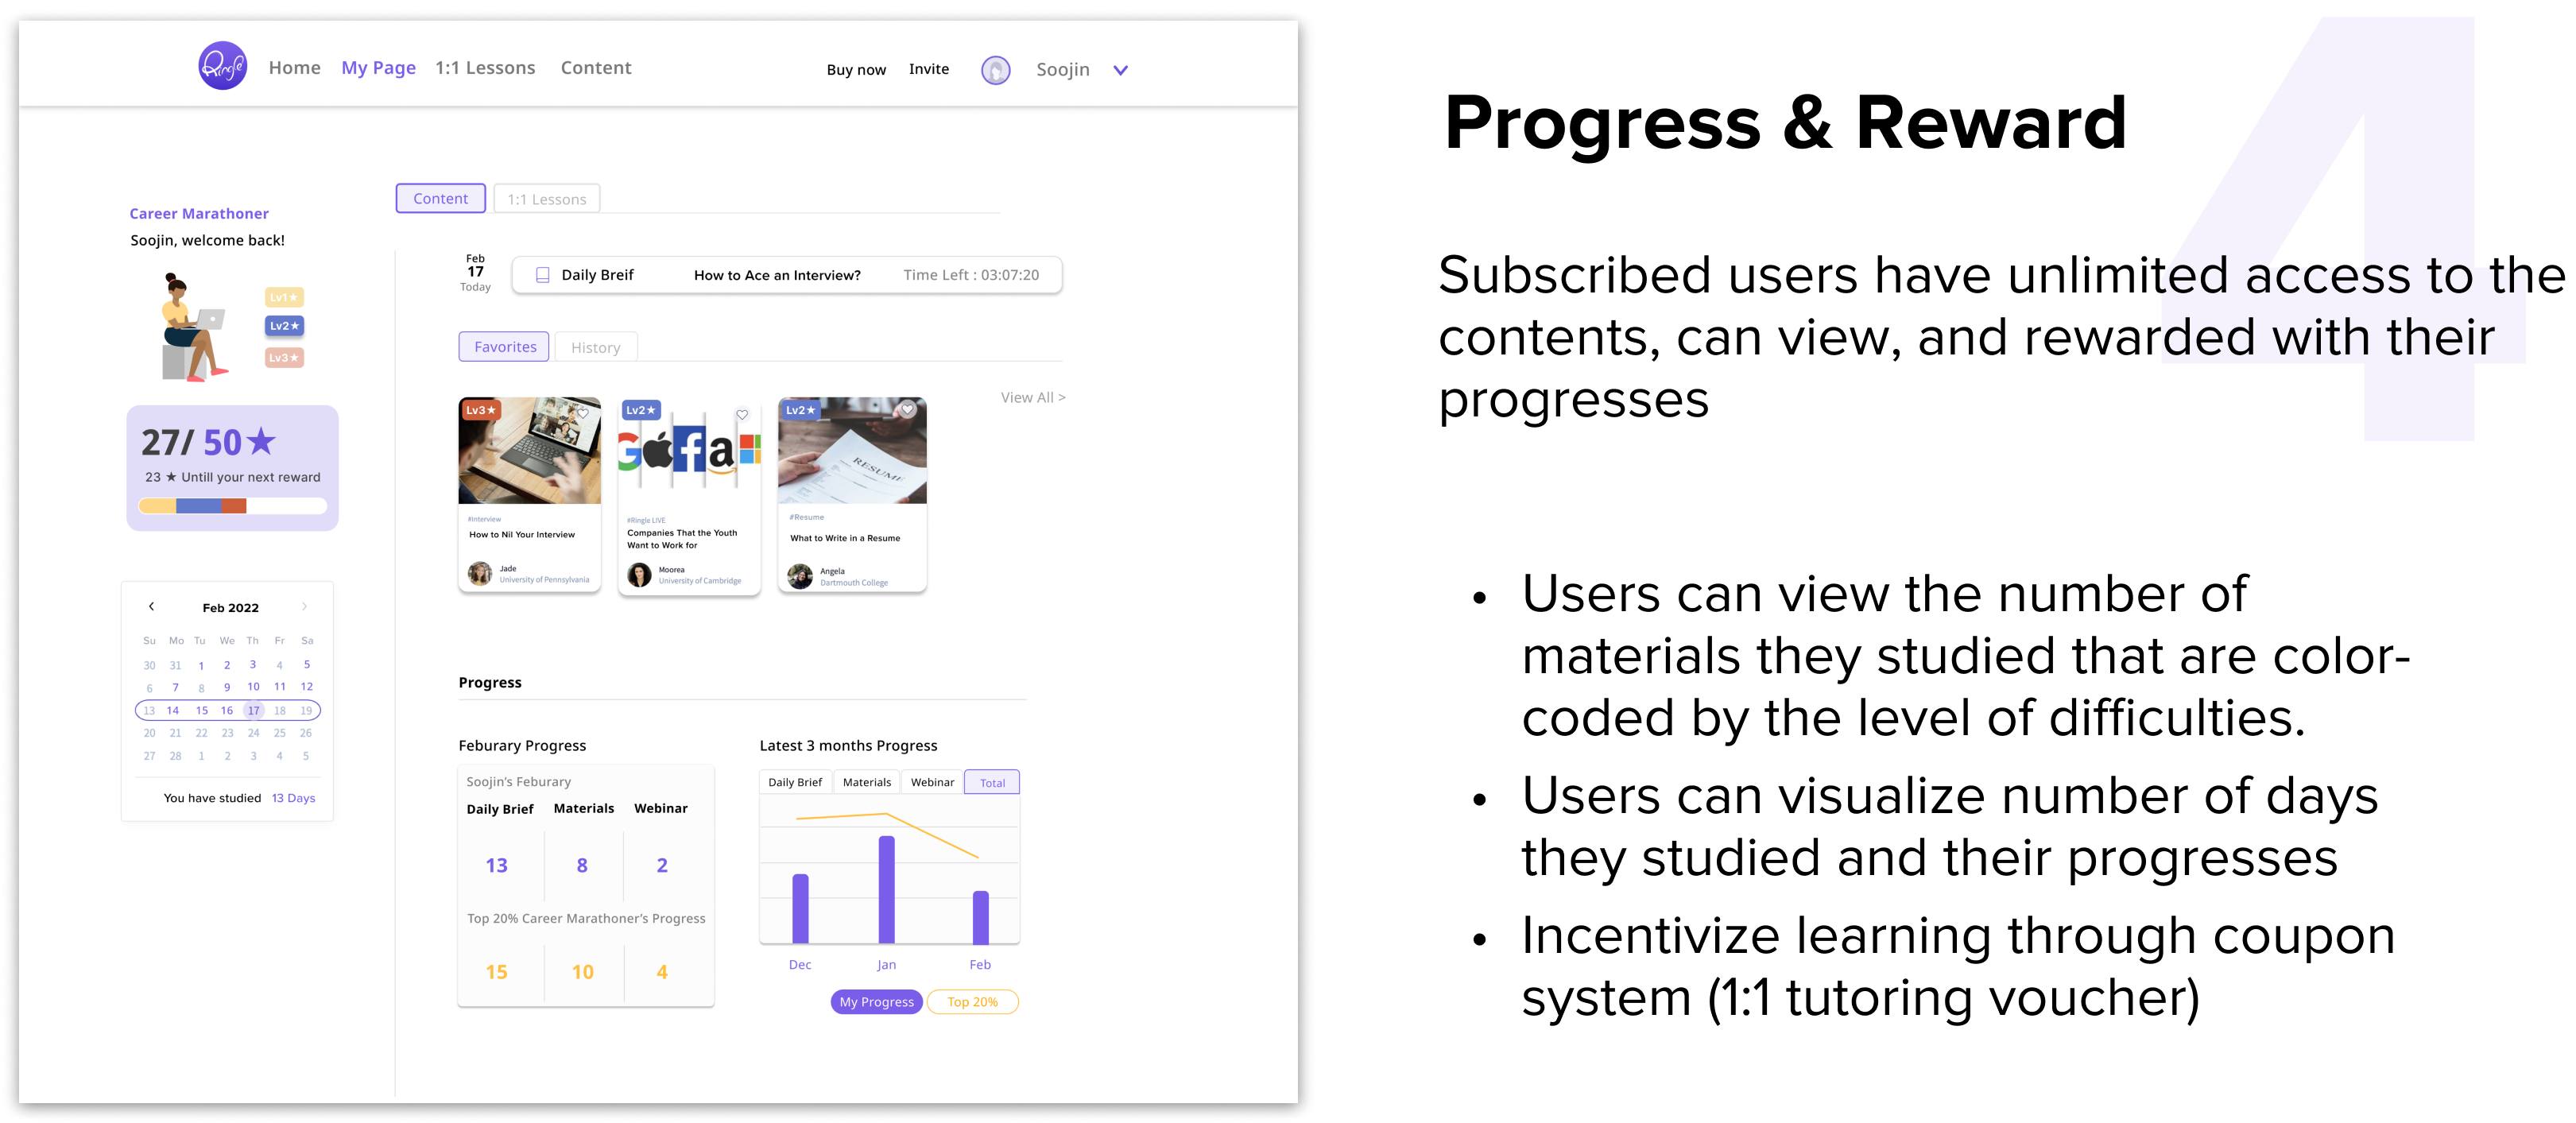 Ringle
Home My Page 1:1 Lessons Content
Buy now Invite Soojin
Career Marathoner
Soojin, welcome back!
Lv1★
Lv2★
Lv3★
27/ 50★
23 ★ Untill your next reward
Feb 2022
Su Mo Tu We Th Fr Sa
30 31 1 2 3 4 5
6 7 8 9 10 11 12
13 14 15 16 17 18 19
20 21 22 23 24 25 26
27 28 1 2 3 4 5
You have studied 13 Days
Content 1:1 Lessons
Feb
17
Today
Daily Breif How to Ace an Interview? Time Left : 03:07:20
Favorites History
View All >
Lv3★
#Interview
How to Nil Your Interview
Jade
University of Pennsylvania
Lv2★
#Ringle LIVE
Companies That the Youth
Want to Work for
Moorea
University of Cambridge
Lv2★
RESUME
#Resume
What to Write in a Resume
Angela
Dartmouth College
Progress
Feburary Progress
Soojin's Feburary
Daily Brief Materials Webinar
13 8 2
Top 20% Career Marathoner's Progress
15 10 4
Latest 3 months Progress
Daily Brief Materials Webinar Total
Dec Jan Feb
My Progress Top 20%
4
Progress & Reward
Subscribed users have unlimited access to the
contents, can view, and rewarded with their
progresses
• Users can view the number of
materials they studied that are color-
coded by the level of difficulties.
• Users can visualize number of days
they studied and their progresses
• Incentivize learning through coupon
system (1:1 tutoring voucher)